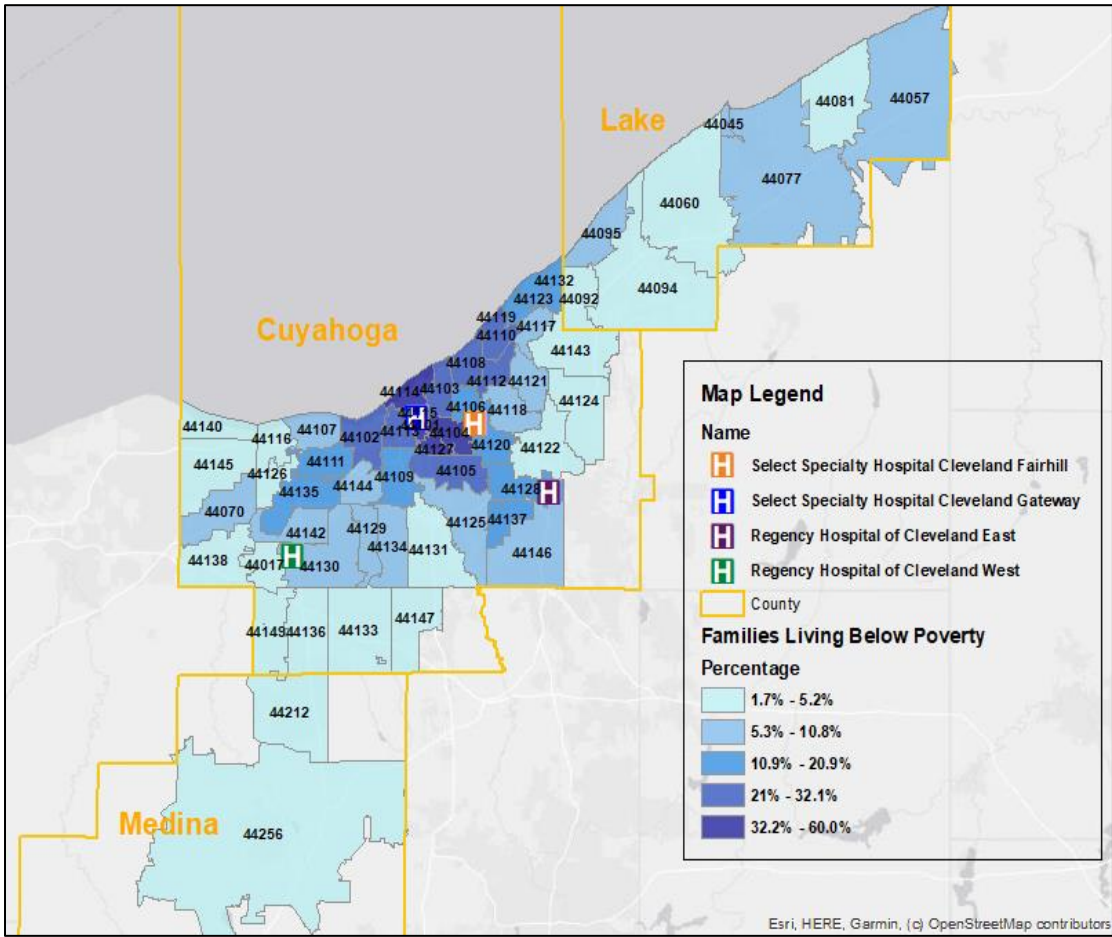 Lake
44081
44057
44045
44077
44060
44095
44132
44123
44092
44094
44119
44110
44117
Cuyahoga
44143
44108
44112
44121
44124
44114
44103
44106
44118
44140
44116
44107
44102
44113
44104
44120
44122
44127
44145
44126
44111
44109
44105
44135
44144
44128
44070
44137
44142
44129
44125
44134
44131
44146
44138
44017
44130
44149
44136
44133
44147
44212
Medina
44256
H
H
H
H
Map Legend
Name
H Select Specialty Hospital Cleveland Fairhill
H Select Specialty Hospital Cleveland Gateway
H Regency Hospital of Cleveland East
H Regency Hospital of Cleveland West
County
Families Living Below Poverty
Percentage
1.7% - 5.2%
5.3% - 10.8%
10.9% - 20.9%
21% - 32.1%
32.2% - 60.0%
Esri, HERE, Garmin, (c) OpenStreetMap contributors